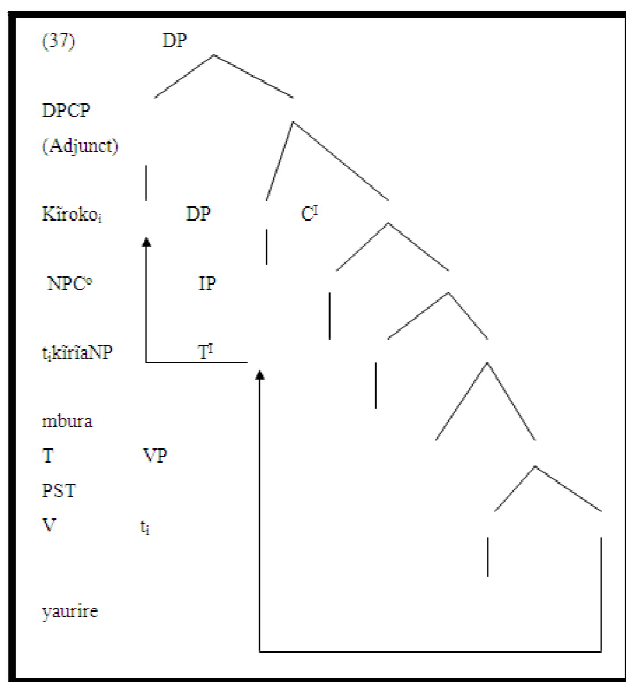 (37) DP
DPCP
(Adjunct)
Kĩrokoᵢ DP Cᴵ
NPC° IP
tᵢkĩrĩaNP Tᴵ
mbura
T VP
PST
V tᵢ
yaurire